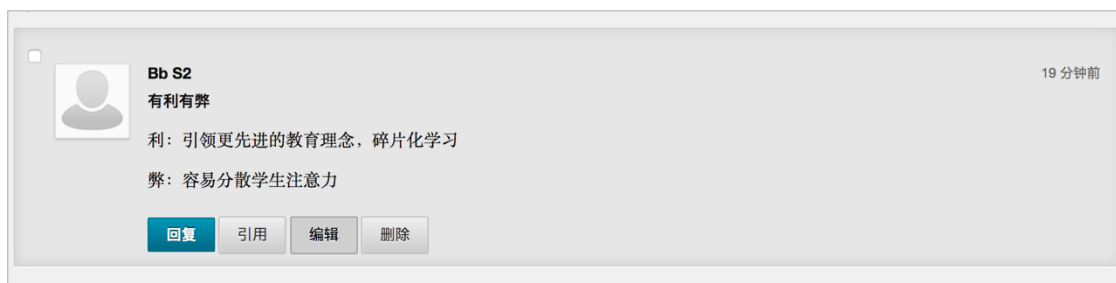 Bb S2
19 分钟前
有利有弊
利：引领更先进的教育理念，碎片化学习
弊：容易分散学生注意力
回复 引用 编辑 删除